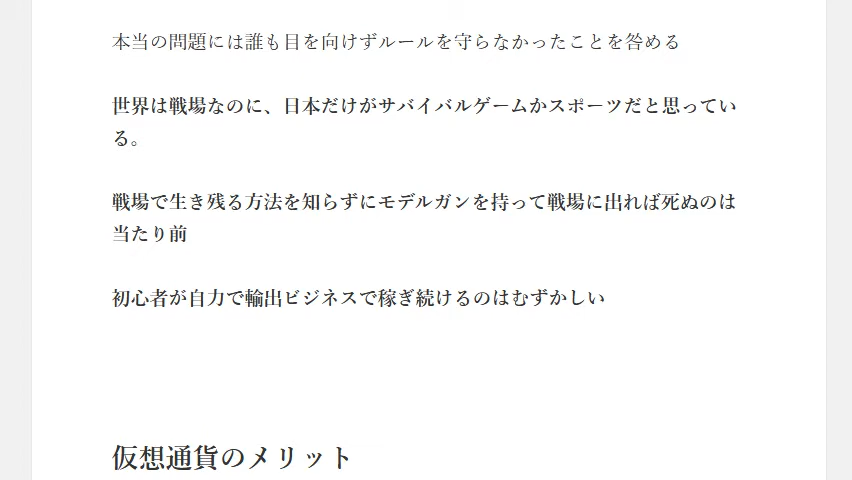 本当の問題には誰も目を向けずルールを守らなかったことを咎める
世界は戦場なのに、日本だけがサバイバルゲームかスポーツだと思ってい
る。
戦場で生き残る方法を知らずにモデルガンを持って戦場に出れば死ぬのは
当たり前
初心者が自力で輸出ビジネスで稼ぎ続けるのはむずかしい
仮想通貨のメリット